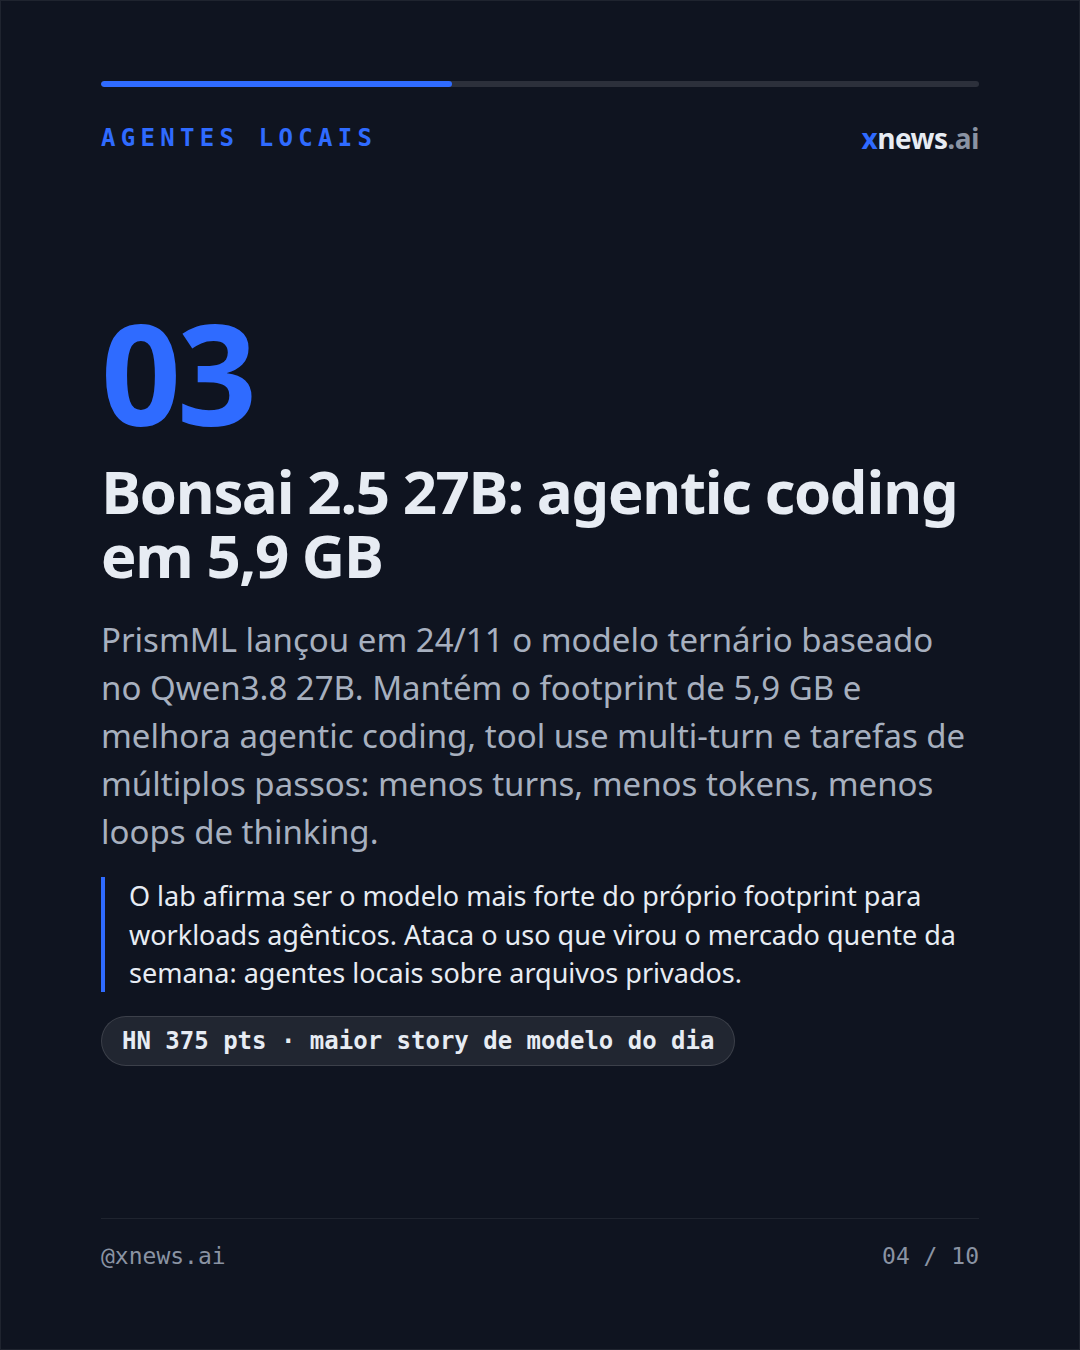 AGENTES LOCAIS
xnews.ai
03
Bonsai 2.5 27B: agentic coding
em 5,9 GB
PrismML lançou em 24/11 o modelo ternário baseado
no Qwen3.8 27B. Mantém o footprint de 5,9 GB e
melhora agentic coding, tool use multi-turn e tarefas de
múltiplos passos: menos turns, menos tokens, menos
loops de thinking.
O lab afirma ser o modelo mais forte do próprio footprint para
workloads agênticos. Ataca o uso que virou o mercado quente da
semana: agentes locais sobre arquivos privados.
HN 375 pts · maior story de modelo do dia
@xnews.ai
04 / 10